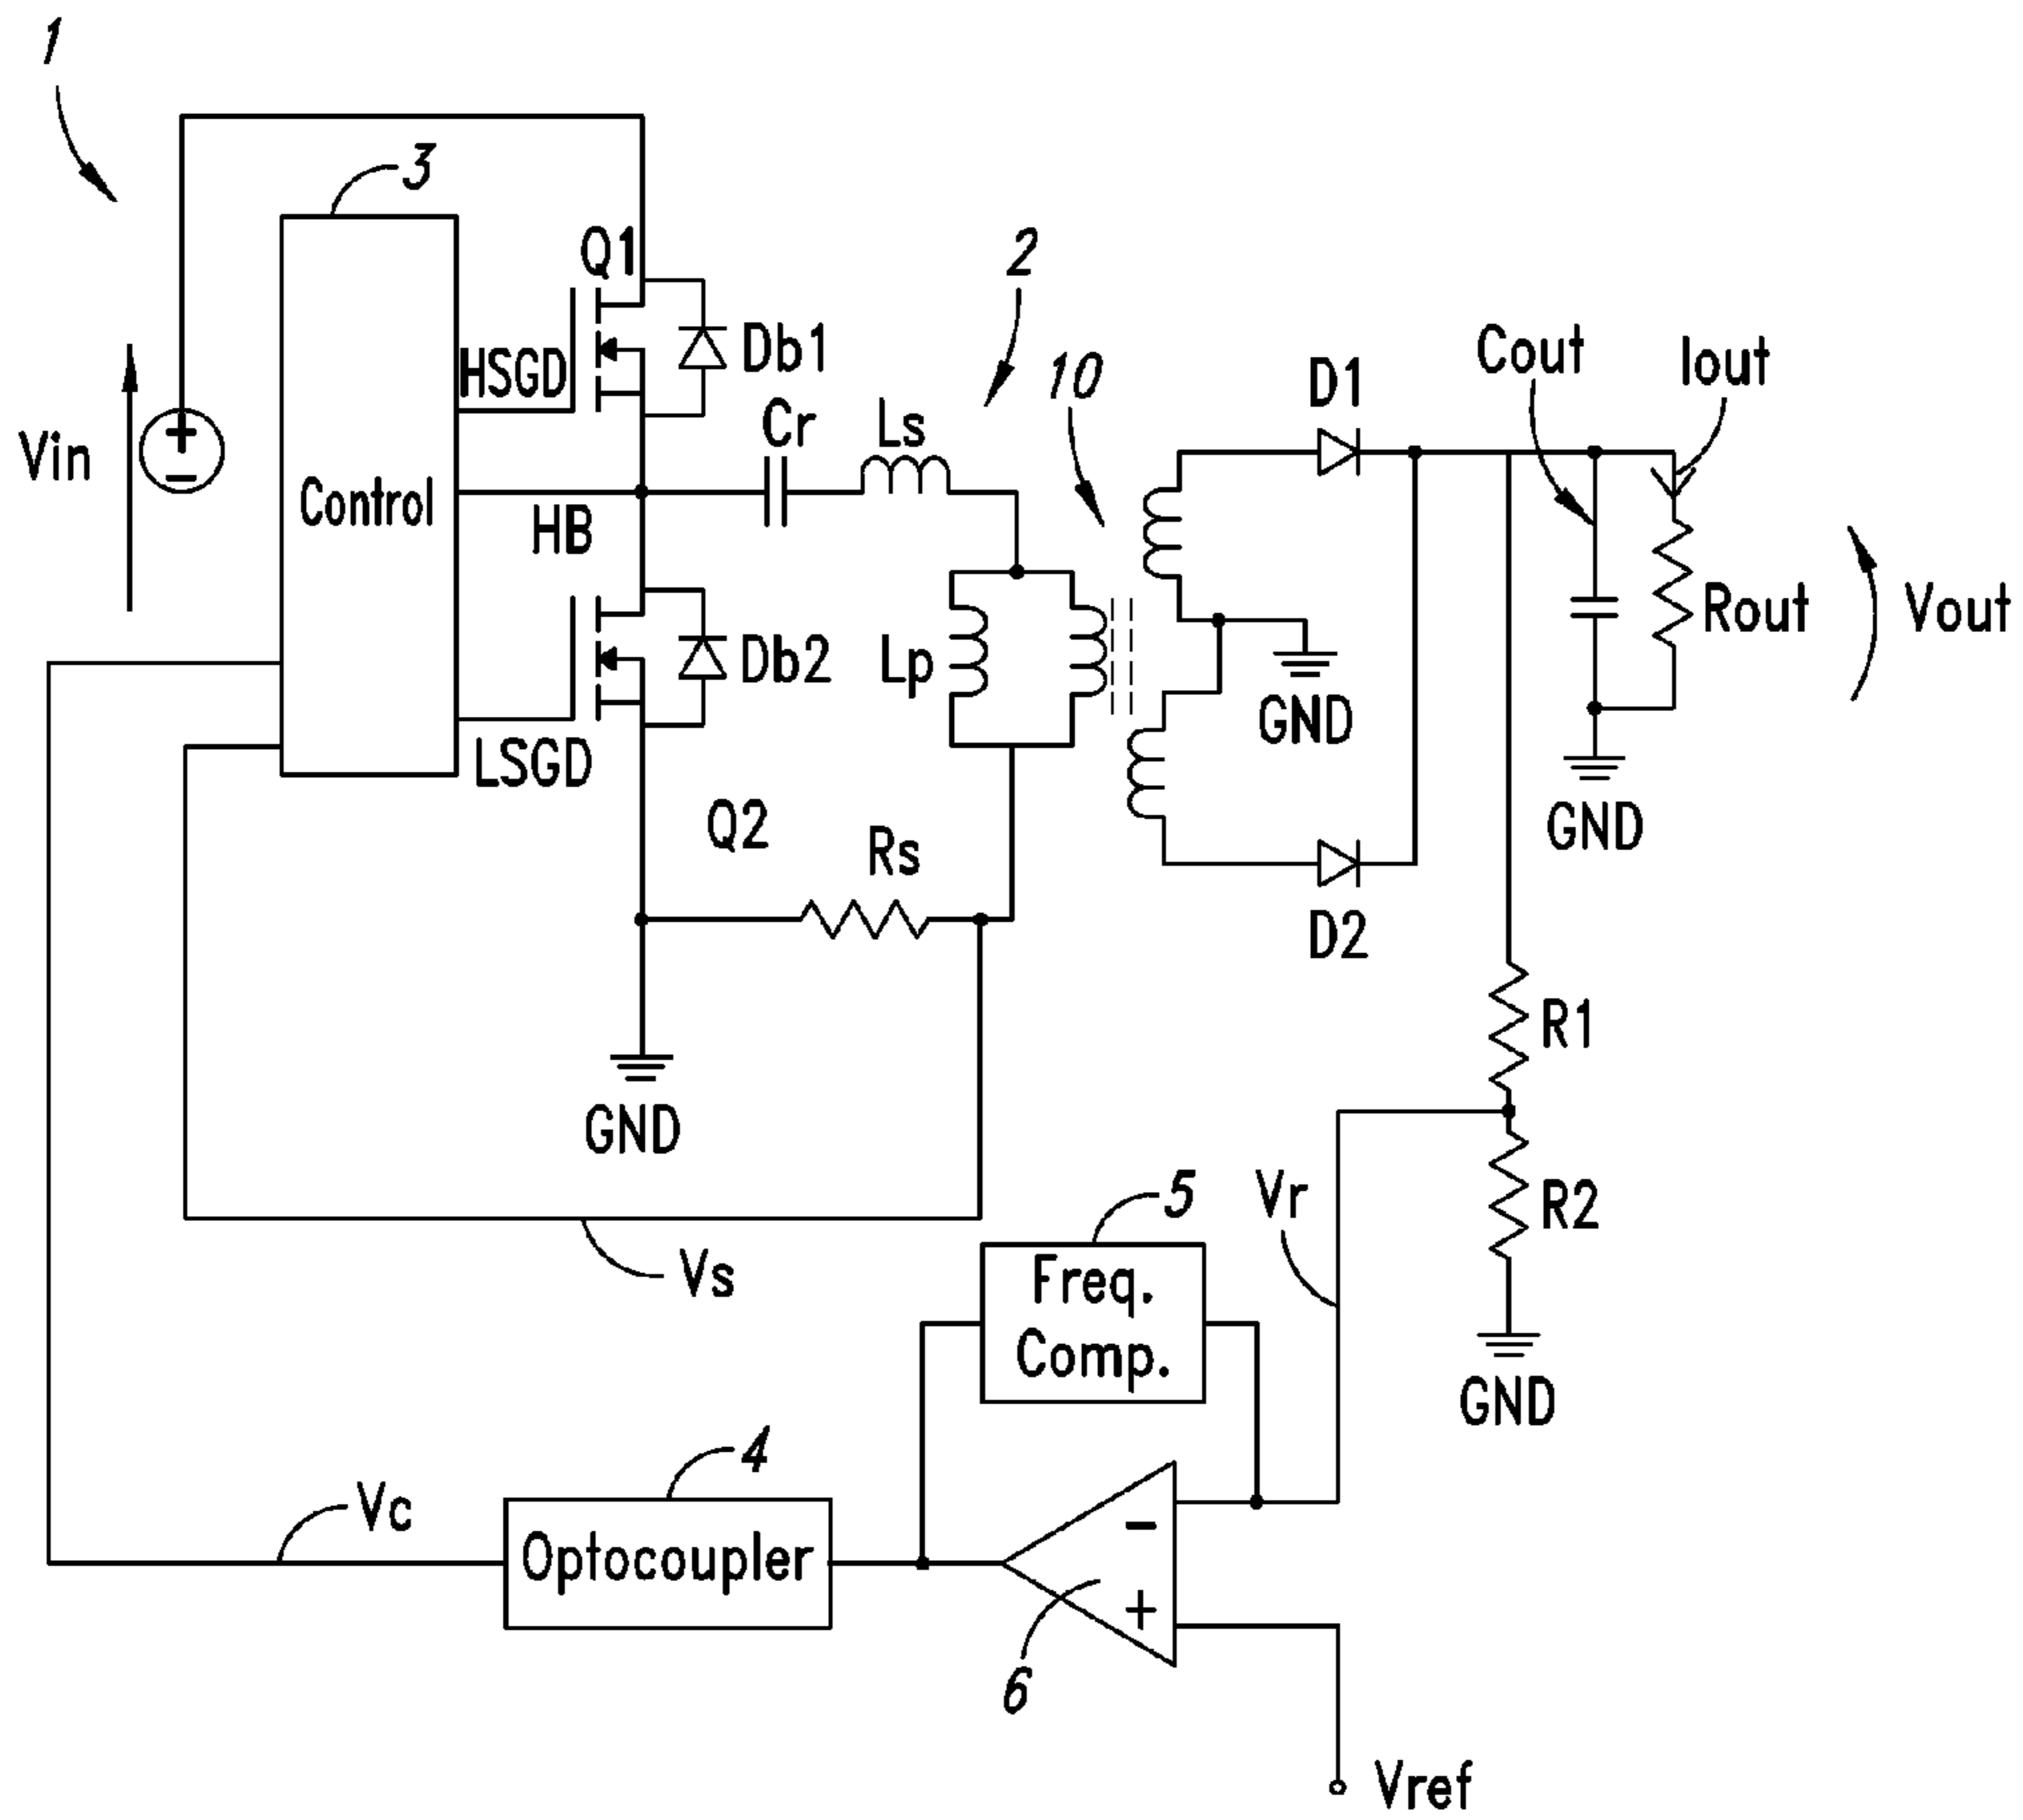 1
3
Q1
2
HSGD
Db1
Vin
Cr
Ls
10
D1
Cout
Iout
Control
HB
Rout
Vout
Lp
Db2
GND
LSGD
Q2
Rs
GND
D2
R1
GND
5
Vr
R2
Vs
Freq.
Comp.
GND
4
Vc
Optocoupler
-
+
6
Vref
+
-